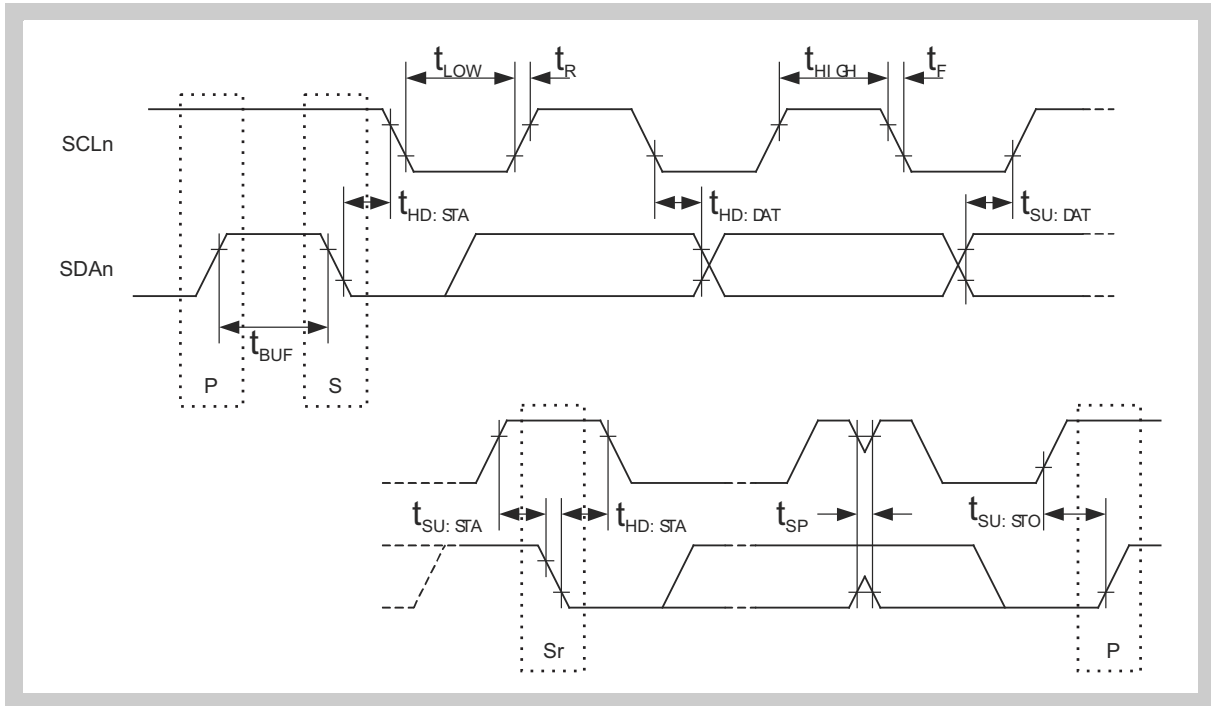 tLOW
tR
tHIGH
tF
SCLn
tHD: STA
tHD: DAT
tSU: DAT
SDAn
tBUF
P
S
tSU: STA
tHD: STA
tSP
tSU: STO
Sr
P